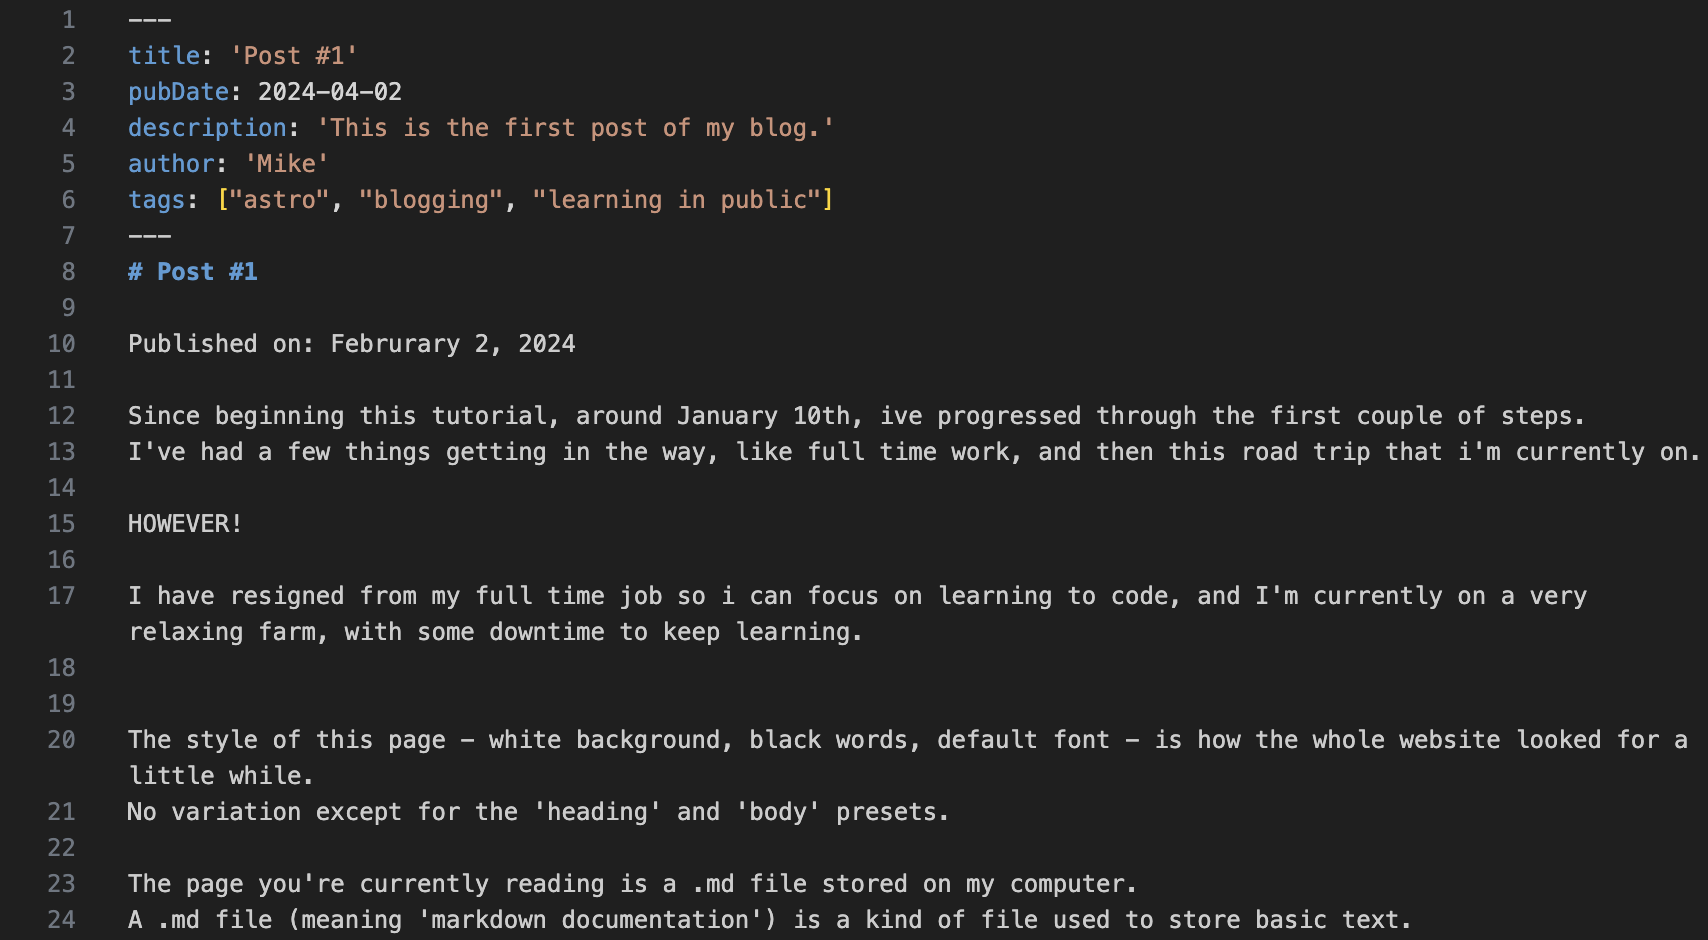 1 ---
2 title: 'Post #1'
3 pubDate: 2024-04-02
4 description: 'This is the first post of my blog.'
5 author: 'Mike'
6 tags: ["astro", "blogging", "learning in public"]
7 ---
8 # Post #1
9
10 Published on: Februrary 2, 2024
11
12 Since beginning this tutorial, around January 10th, ive progressed through the first couple of steps.
13 I've had a few things getting in the way, like full time work, and then this road trip that i'm currently on.
14
15 HOWEVER!
16
17 I have resigned from my full time job so i can focus on learning to code, and I'm currently on a very
relaxing farm, with some downtime to keep learning.
18
19
20 The style of this page - white background, black words, default font - is how the whole website looked for a
little while.
21 No variation except for the 'heading' and 'body' presets.
22
23 The page you're currently reading is a .md file stored on my computer.
24 A .md file (meaning 'markdown documentation') is a kind of file used to store basic text.